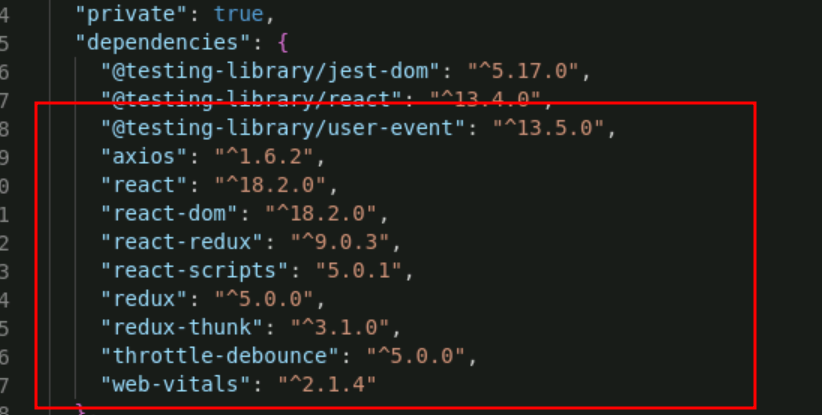 4 "private": true,
5 "dependencies": {
6 "@testing-library/jest-dom": "^5.17.0",
7 "@testing-library/react": "^13.4.0",
8 "@testing-library/user-event": "^13.5.0",
9 "axios": "^1.6.2",
0 "react": "^18.2.0",
1 "react-dom": "^18.2.0",
2 "react-redux": "^9.0.3",
3 "react-scripts": "5.0.1",
4 "redux": "^5.0.0",
5 "redux-thunk": "^3.1.0",
6 "throttle-debounce": "^5.0.0",
7 "web-vitals": "^2.1.4"
8 }